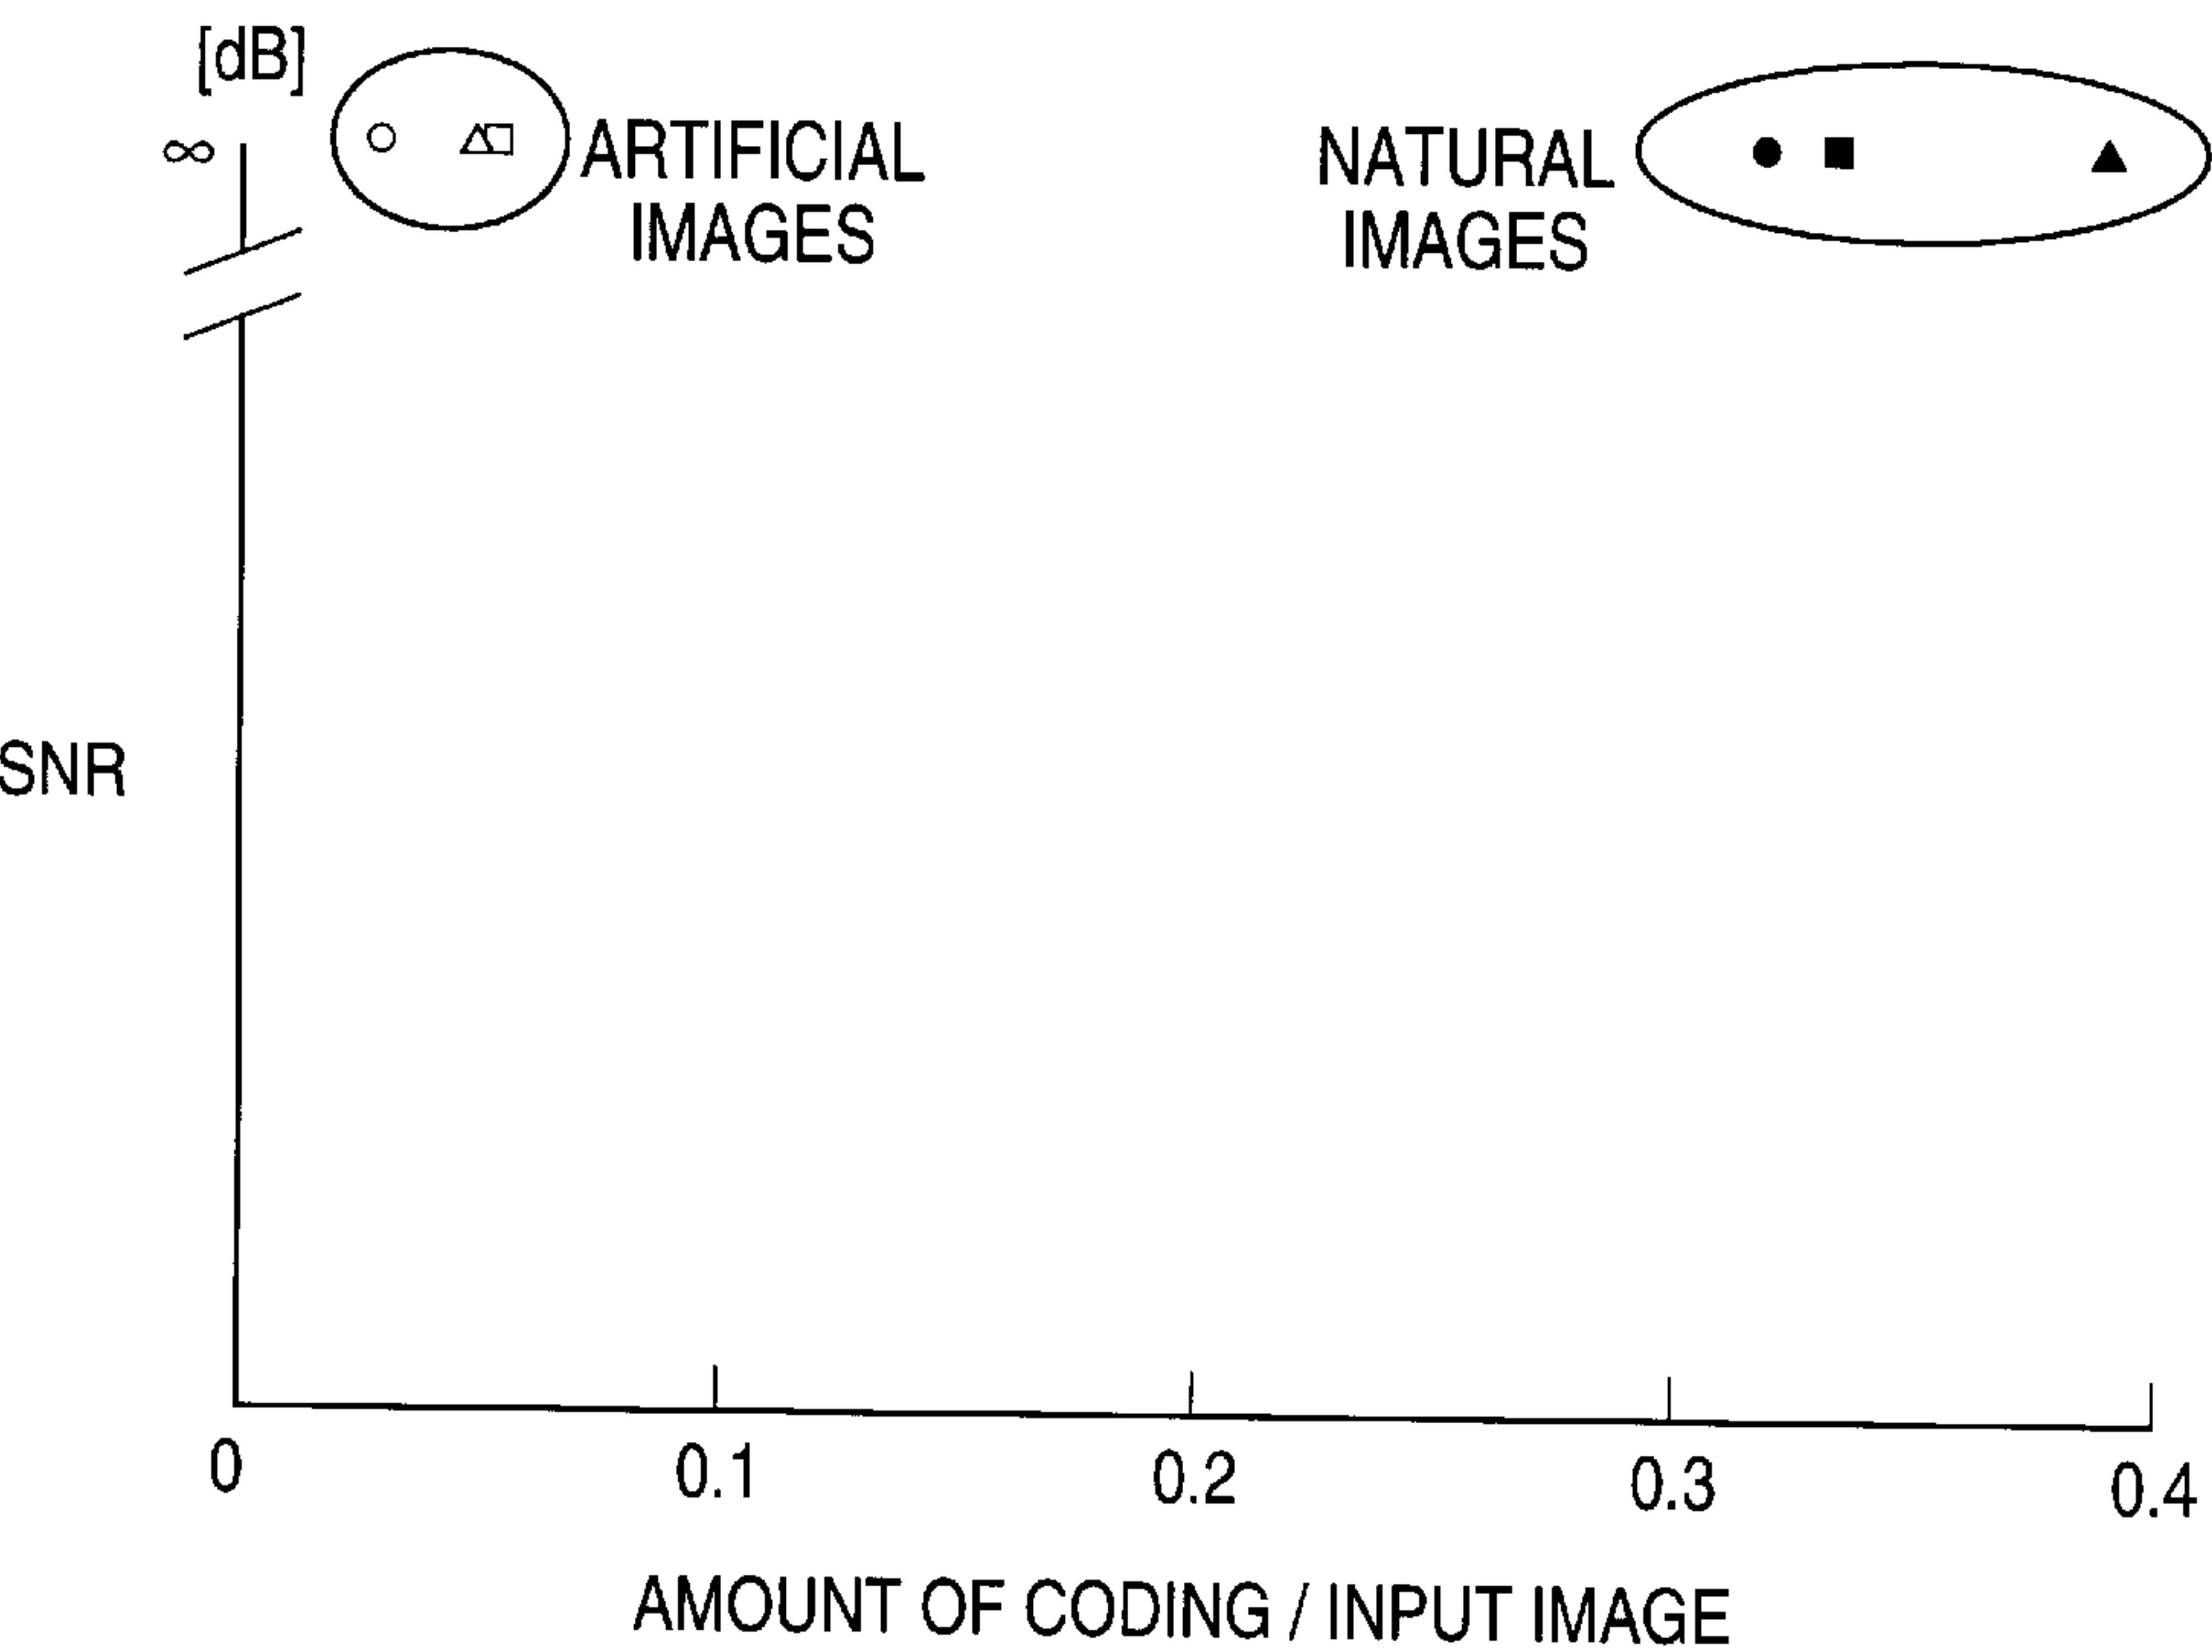 [dB]
∞
ARTIFICIAL
IMAGES
NATURAL
IMAGES
SNR
0
0.1
0.2
0.3
0.4
AMOUNT OF CODING / INPUT IMAGE